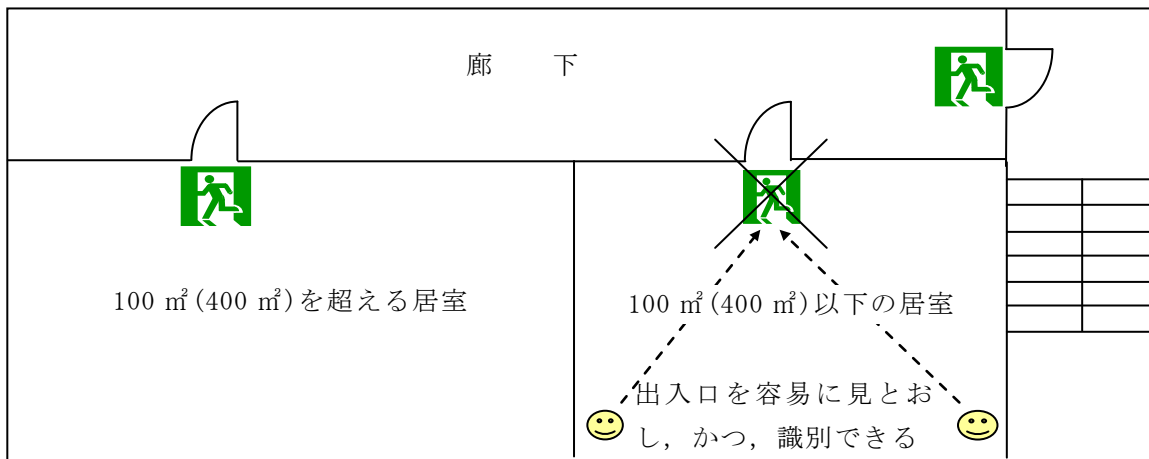 廊　下
100 ㎡(400 ㎡)を超える居室
100 ㎡(400 ㎡)以下の居室
出入口を容易に見とお
し，かつ，識別できる